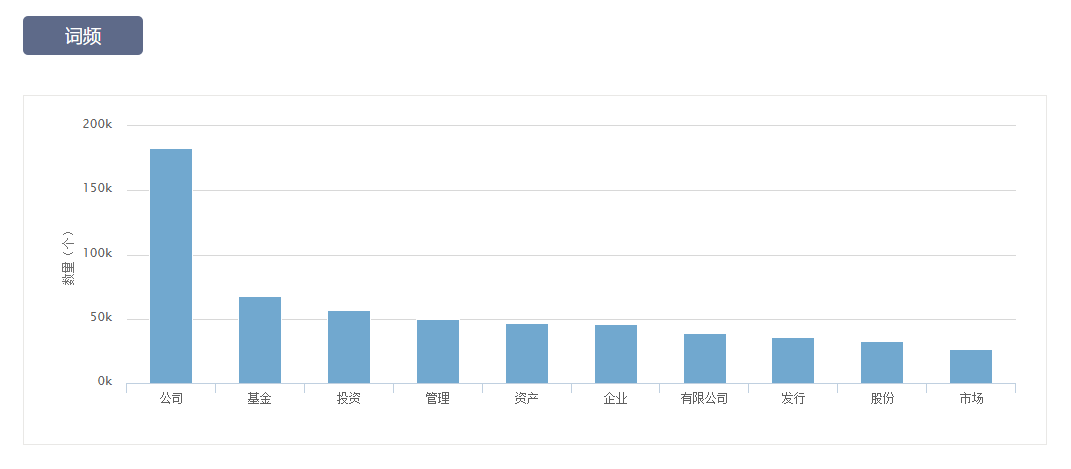 词频
200k
150k
100k
50k
0k
数里（个）
公司 基金 投资 管理 资产 企业 有限公司 发行 股份 市场